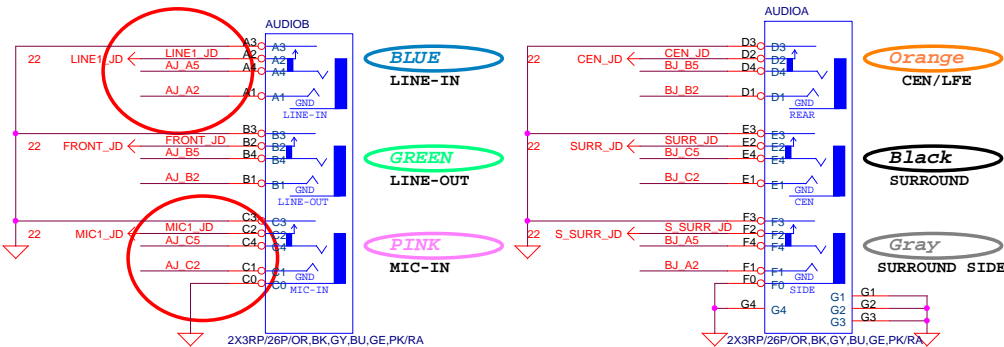 AUDIOB
A3
A3
A2
22
LINE1_JD
LINE1_JD
A2
AJ_A5
A4
A4
AJ_A2
A1
A1
GND
LINE-IN
BLUE
LINE-IN
B3
B3
22
FRONT_JD
FRONT_JD
B2
B2
AJ_B5
B4
B4
AJ_B2
B1
B1
GND
LINE-OUT
GREEN
LINE-OUT
C3
C3
22
MIC1_JD
MIC1_JD
C2
C2
AJ_C5
C4
C4
AJ_C2
C1
C1
GND
C0
C0
MIC-IN
PINK
MIC-IN
2X3RP/26P/OR,BK,GY,BU,GE,PK/RA
AUDIOA
D3
D3
22
CEN_JD
CEN_JD
D2
D2
BJ_B5
D4
D4
BJ_B2
D1
D1
GND
REAR
Orange
CEN/LFE
E3
E3
22
SURR_JD
SURR_JD
E2
E2
BJ_C5
E4
E4
BJ_C2
E1
E1
GND
CEN
Black
SURROUND
F3
F3
22
S_SURR_JD
S_SURR_JD
F2
F2
BJ_A5
F4
F4
BJ_A2
F1
F1
GND
F0
F0
SIDE
Gray
SURROUND SIDE
G4
G4
G1
G1
G2
G2
G3
G3
2X3RP/26P/OR,BK,GY,BU,GE,PK/RA